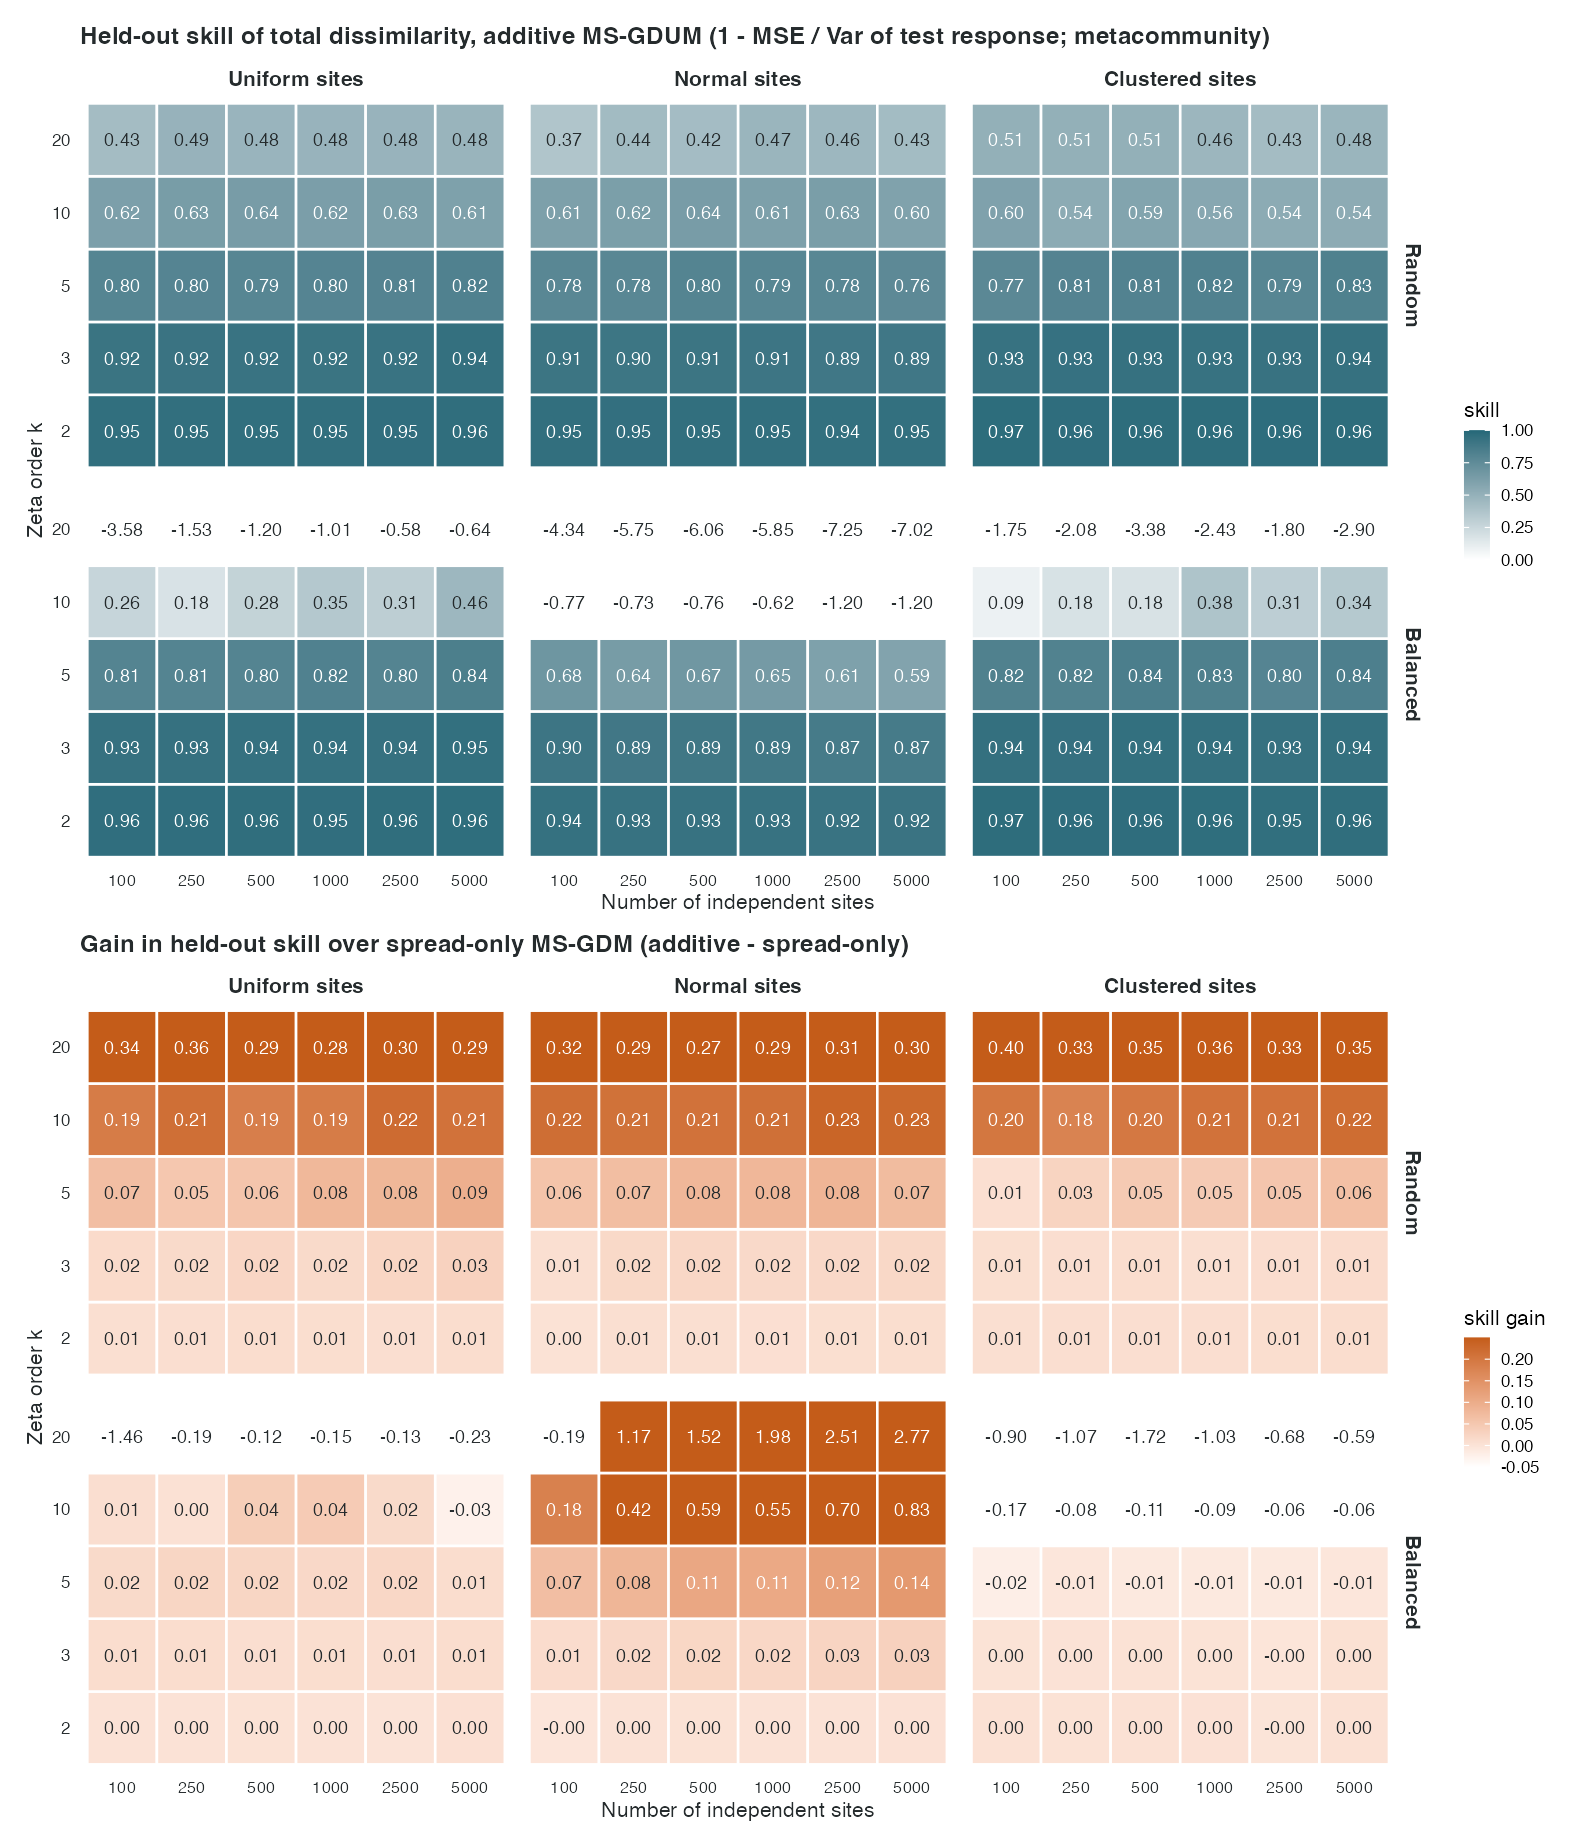 Held-out skill of total dissimilarity, additive MS-GDUM (1 - MSE / Var of test response; metacommunity)
Uniform sites Normal sites Clustered sites
20 0.43 0.49 0.48 0.48 0.48 0.48 0.37 0.44 0.42 0.47 0.46 0.43 0.51 0.51 0.51 0.46 0.43 0.48
10 0.62 0.63 0.64 0.62 0.63 0.61 0.61 0.62 0.64 0.61 0.63 0.60 0.60 0.54 0.59 0.56 0.54 0.54
5 0.80 0.80 0.79 0.80 0.81 0.82 0.78 0.78 0.80 0.79 0.78 0.76 0.77 0.81 0.81 0.82 0.79 0.83
3 0.92 0.92 0.92 0.92 0.92 0.94 0.91 0.90 0.91 0.91 0.89 0.89 0.93 0.93 0.93 0.93 0.93 0.94
2 0.95 0.95 0.95 0.95 0.95 0.96 0.95 0.95 0.95 0.95 0.94 0.95 0.97 0.96 0.96 0.96 0.96 0.96
Random
20 -3.58 -1.53 -1.20 -1.01 -0.58 -0.64 -4.34 -5.75 -6.06 -5.85 -7.25 -7.02 -1.75 -2.08 -3.38 -2.43 -1.80 -2.90
10 0.26 0.18 0.28 0.35 0.31 0.46 -0.77 -0.73 -0.76 -0.62 -1.20 -1.20 0.09 0.18 0.18 0.38 0.31 0.34
5 0.81 0.81 0.80 0.82 0.80 0.84 0.68 0.64 0.67 0.65 0.61 0.59 0.82 0.82 0.84 0.83 0.80 0.84
3 0.93 0.93 0.94 0.94 0.94 0.95 0.90 0.89 0.89 0.89 0.87 0.87 0.94 0.94 0.94 0.94 0.93 0.94
2 0.96 0.96 0.96 0.95 0.96 0.96 0.94 0.93 0.93 0.93 0.92 0.92 0.97 0.96 0.96 0.96 0.95 0.96
Balanced
100 250 500 1000 2500 5000 100 250 500 1000 2500 5000 100 250 500 1000 2500 5000
Number of independent sites
Zeta order k
skill
1.00
0.75
0.50
0.25
0.00
Gain in held-out skill over spread-only MS-GDM (additive - spread-only)
Uniform sites Normal sites Clustered sites
20 0.34 0.36 0.29 0.28 0.30 0.29 0.32 0.29 0.27 0.29 0.31 0.30 0.40 0.33 0.35 0.36 0.33 0.35
10 0.19 0.21 0.19 0.19 0.22 0.21 0.22 0.21 0.21 0.21 0.23 0.23 0.20 0.18 0.20 0.21 0.21 0.22
5 0.07 0.05 0.06 0.08 0.08 0.09 0.06 0.07 0.08 0.08 0.08 0.07 0.01 0.03 0.05 0.05 0.05 0.06
3 0.02 0.02 0.02 0.02 0.02 0.03 0.01 0.02 0.02 0.02 0.02 0.02 0.01 0.01 0.01 0.01 0.01 0.01
2 0.01 0.01 0.01 0.01 0.01 0.01 0.00 0.01 0.01 0.01 0.01 0.01 0.01 0.01 0.01 0.01 0.01 0.01
Random
20 -1.46 -0.19 -0.12 -0.15 -0.13 -0.23 -0.19 1.17 1.52 1.98 2.51 2.77 -0.90 -1.07 -1.72 -1.03 -0.68 -0.59
10 0.01 0.00 0.04 0.04 0.02 -0.03 0.18 0.42 0.59 0.55 0.70 0.83 -0.17 -0.08 -0.11 -0.09 -0.06 -0.06
5 0.02 0.02 0.02 0.02 0.02 0.01 0.07 0.08 0.11 0.11 0.12 0.14 -0.02 -0.01 -0.01 -0.01 -0.01 -0.01
3 0.01 0.01 0.01 0.01 0.01 0.01 0.01 0.02 0.02 0.02 0.03 0.03 0.00 0.00 0.00 0.00 -0.00 0.00
2 0.00 0.00 0.00 0.00 0.00 0.00 -0.00 0.00 0.00 0.00 0.00 0.00 0.00 0.00 0.00 0.00 -0.00 0.00
Balanced
100 250 500 1000 2500 5000 100 250 500 1000 2500 5000 100 250 500 1000 2500 5000
Number of independent sites
Zeta order k
skill gain
0.20
0.15
0.10
0.05
0.00
-0.05